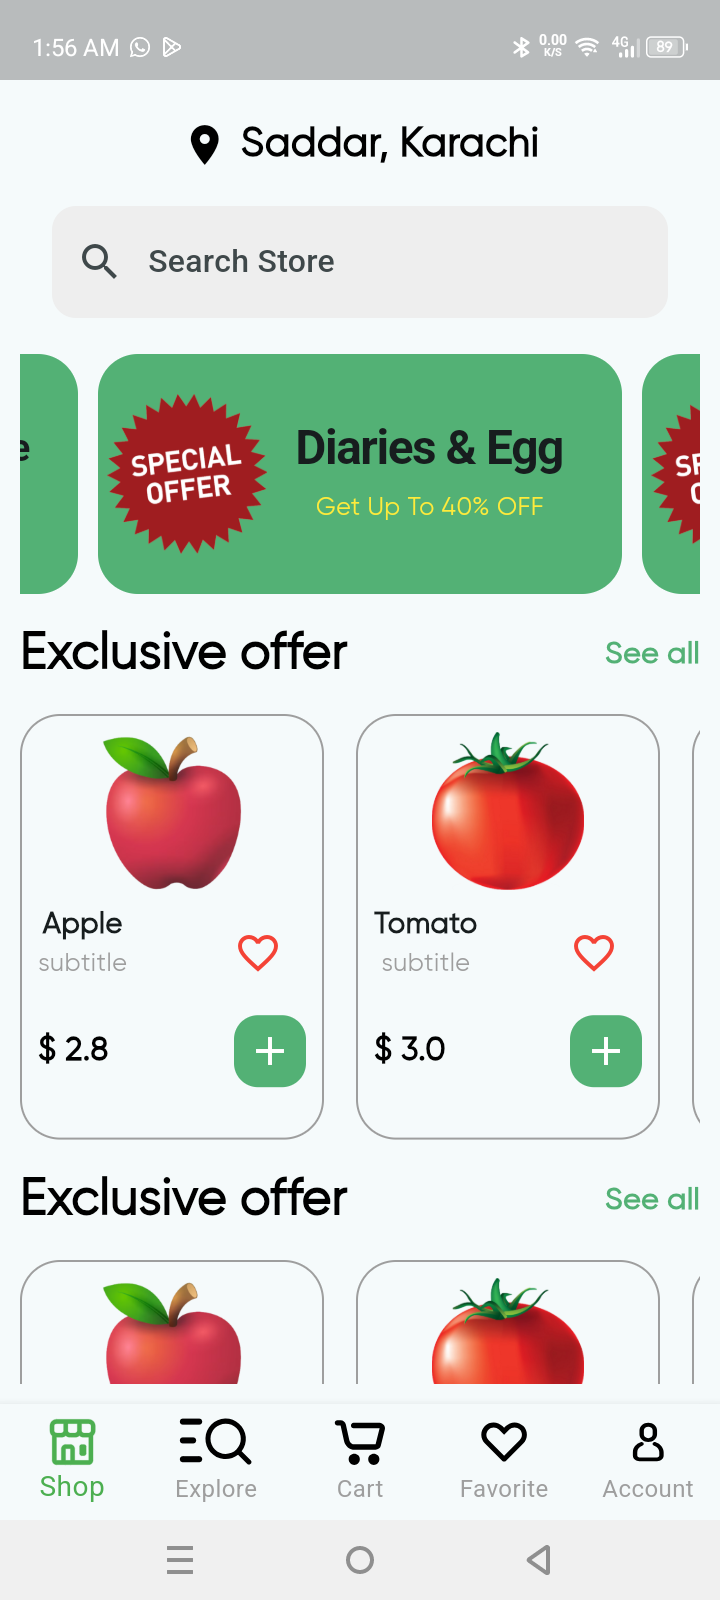 1:56 AM
0.00
K/S
4G
89
Saddar, Karachi
Search Store
e
SPECIAL
OFFER
Diaries & Egg
Get Up To 40% OFF
Exclusive offer
See all
Apple
subtitle
$ 2.8
Tomato
subtitle
$ 3.0
Exclusive offer
See all
Shop
Explore
Cart
Favorite
Account